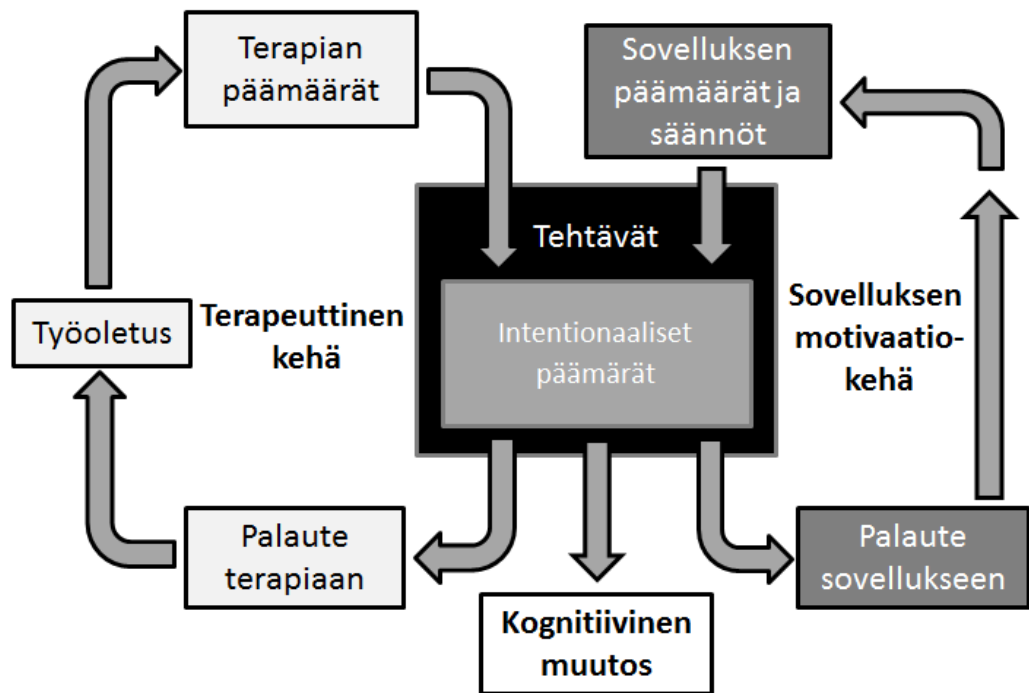 Terapian
päämäärät
Sovelluksen
päämäärät ja
säännöt
Tehtävät
Intentionaaliset
päämärät
Työoletus
Terapeuttinen
kehä
Sovelluksen
motivaatio-
kehä
Palaute
terapiaan
Kognitiivinen
muutos
Palaute
sovellukseen